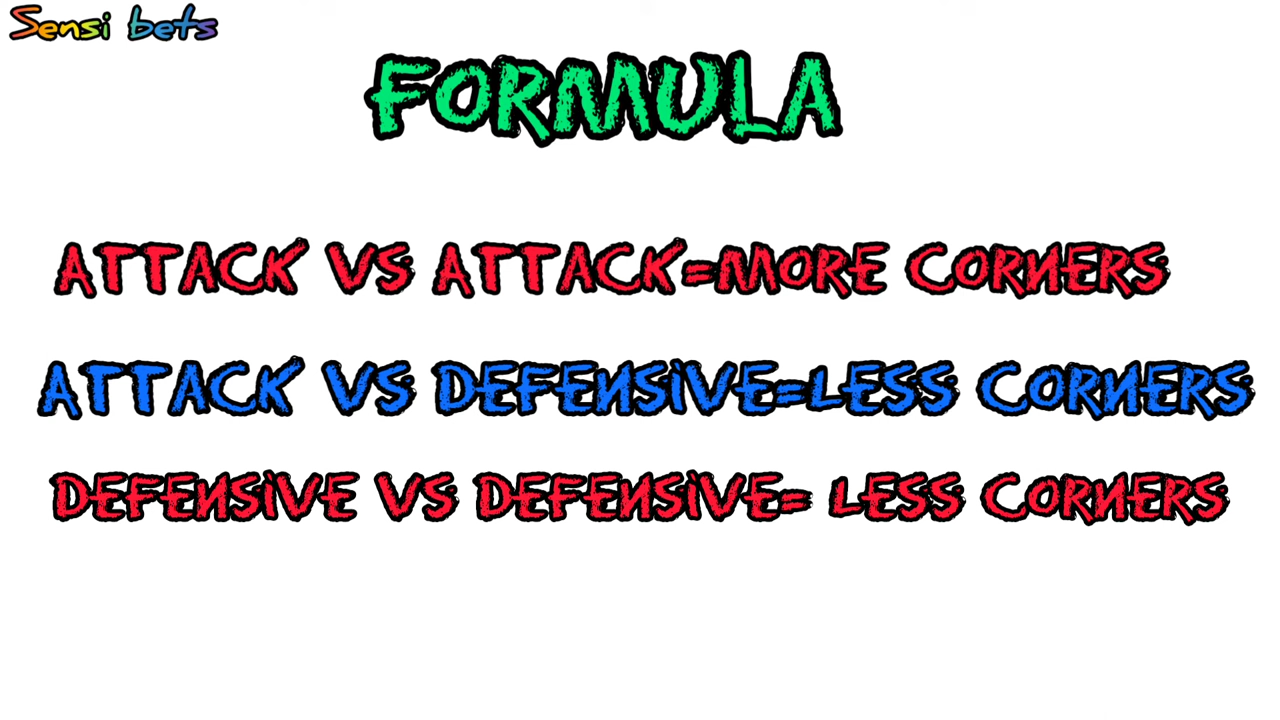 Sensi bets
FORMULA
ATTACK VS ATTACK=MORE CORNERS
ATTACK VS DEFENSIVE=LESS CORNERS
DEFENSIVE VS DEFENSIVE= LESS CORNERS